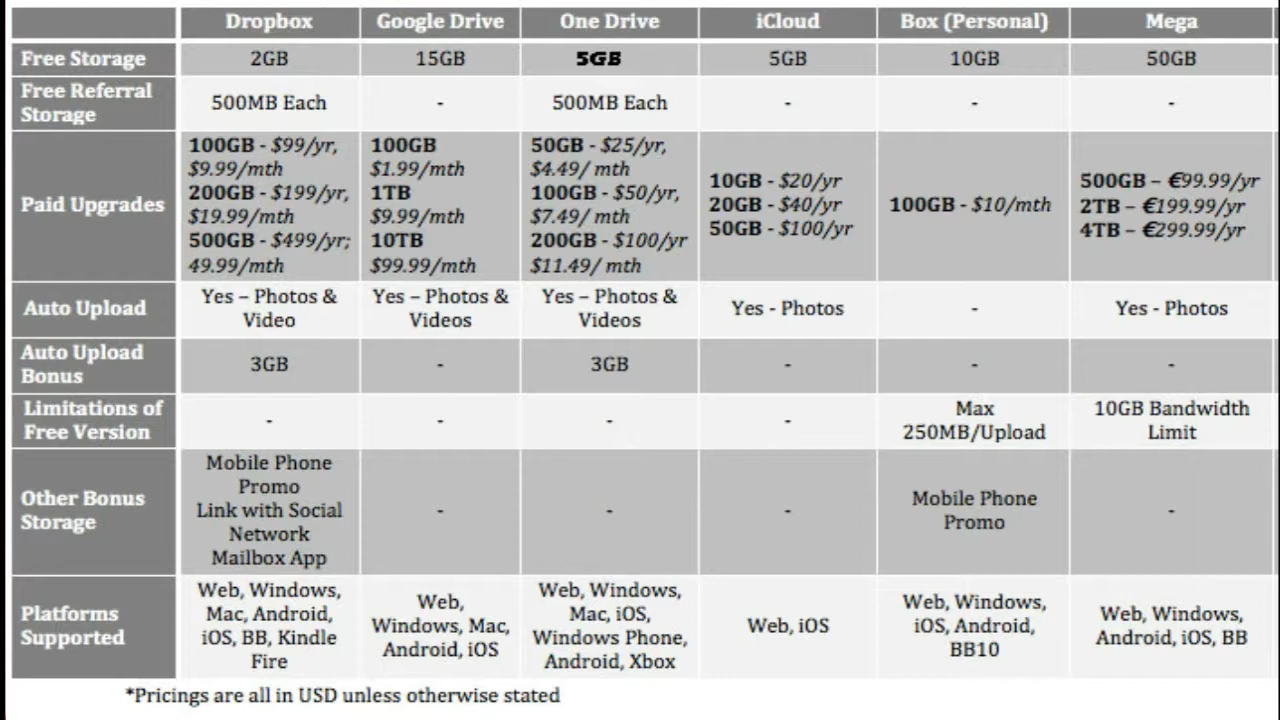 Dropbox Google Drive One Drive iCloud Box (Personal) Mega
Free Storage 2GB 15GB 5GB 5GB 10GB 50GB
Free Referral
Storage
500MB Each - 500MB Each - - -
Paid Upgrades
100GB - $99/yr,
$9.99/mth
200GB - $199/yr,
$19.99/mth
500GB - $499/yr;
49.99/mth
100GB
$1.99/mth
1TB
$9.99/mth
10TB
$99.99/mth
50GB - $25/yr,
$4.49/ mth
100GB - $50/yr,
$7.49/ mth
200GB - $100/yr
$11.49/ mth
10GB - $20/yr
20GB - $40/yr
50GB - $100/yr
100GB - $10/mth
500GB – €99.99/yr
2TB – €199.99/yr
4TB – €299.99/yr
Auto Upload
Yes – Photos &
Video
Yes – Photos &
Videos
Yes – Photos &
Videos
Yes - Photos
-
Yes - Photos
Auto Upload
Bonus
3GB - 3GB - - -
Limitations of
Free Version
- - - -
Max
250MB/Upload
10GB Bandwidth
Limit
Other Bonus
Storage
Mobile Phone
Promo
Link with Social
Network
Mailbox App
- - -
Mobile Phone
Promo
-
Platforms
Supported
Web, Windows,
Mac, Android,
iOS, BB, Kindle
Fire
Web,
Windows, Mac,
Android, iOS
Web, Windows,
Mac, iOS,
Windows Phone,
Android, Xbox
Web, iOS
Web, Windows,
iOS, Android,
BB10
Web, Windows,
Android, iOS, BB
*Pricings are all in USD unless otherwise stated